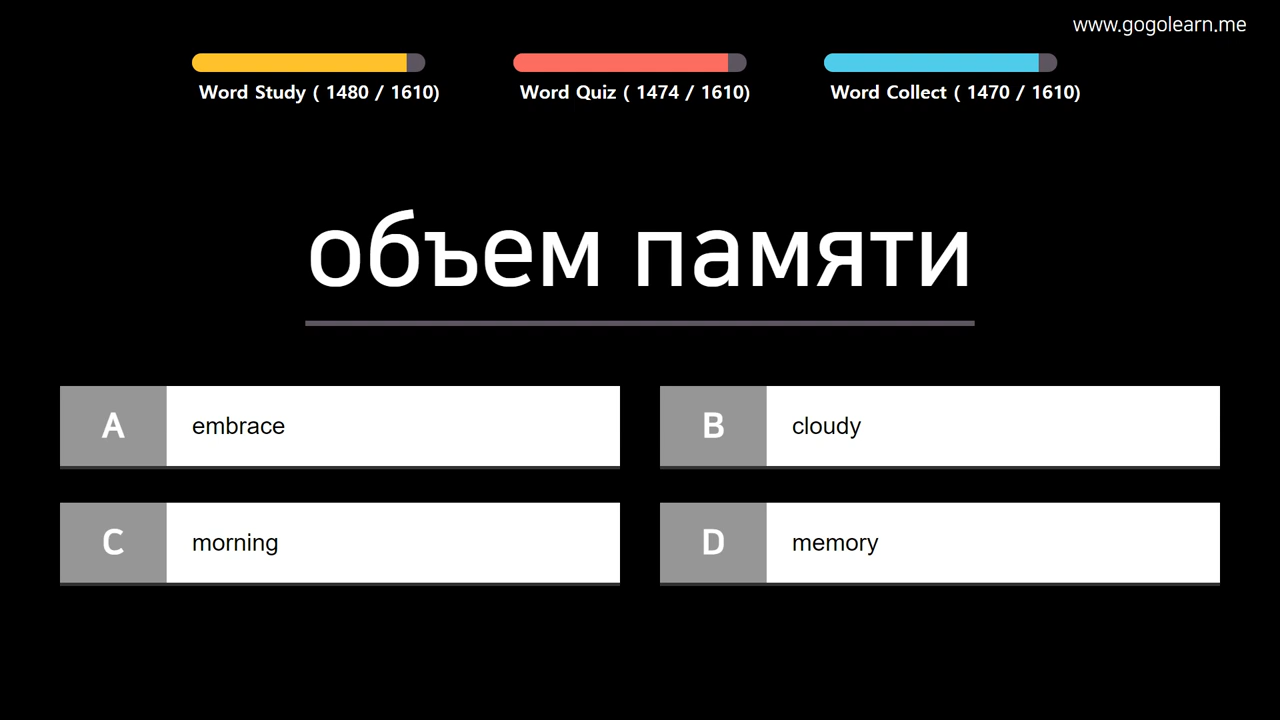 www.gogolearn.me
Word Study ( 1480 / 1610)
Word Quiz ( 1474 / 1610)
Word Collect ( 1470 / 1610)
объем памяти
A embrace
B cloudy
C morning
D memory